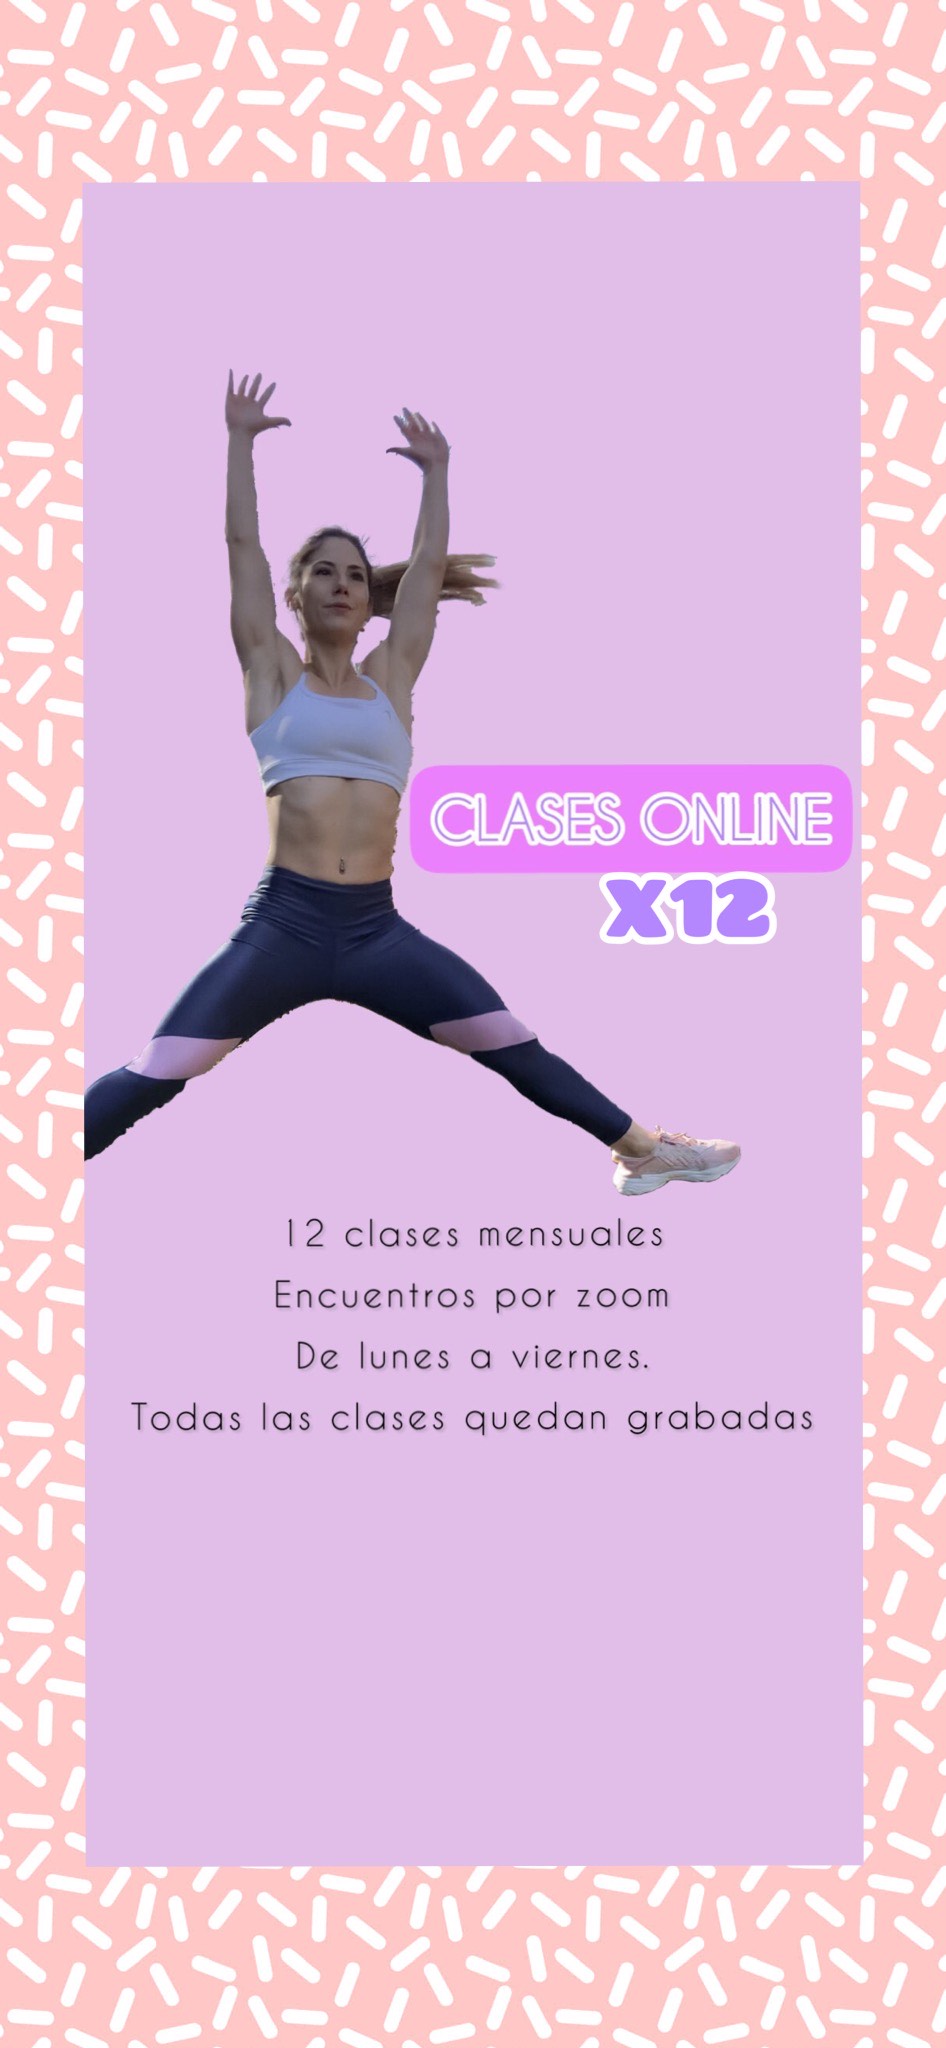 CLASES ONLINE
X12
12 clases mensuales
Encuentros por zoom
De lunes a viernes.
Todas las clases quedan grabadas